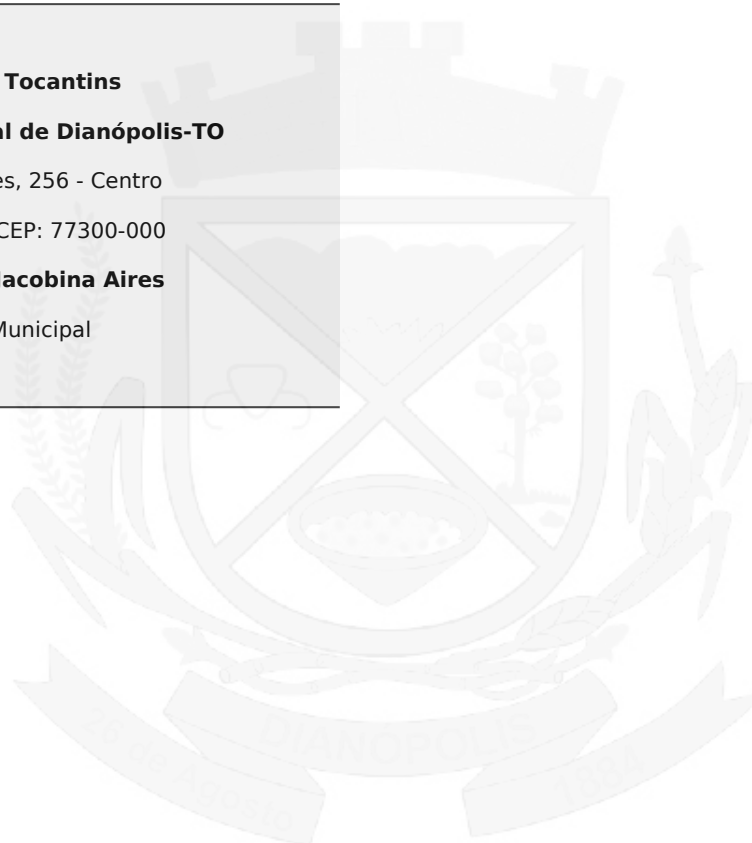 Tocantins
al de Dianópolis-TO
es, 256 - Centro
CEP: 77300-000
Jacobina Aires
Municipal
DIANOPOLIS
26 de Agosto
1884